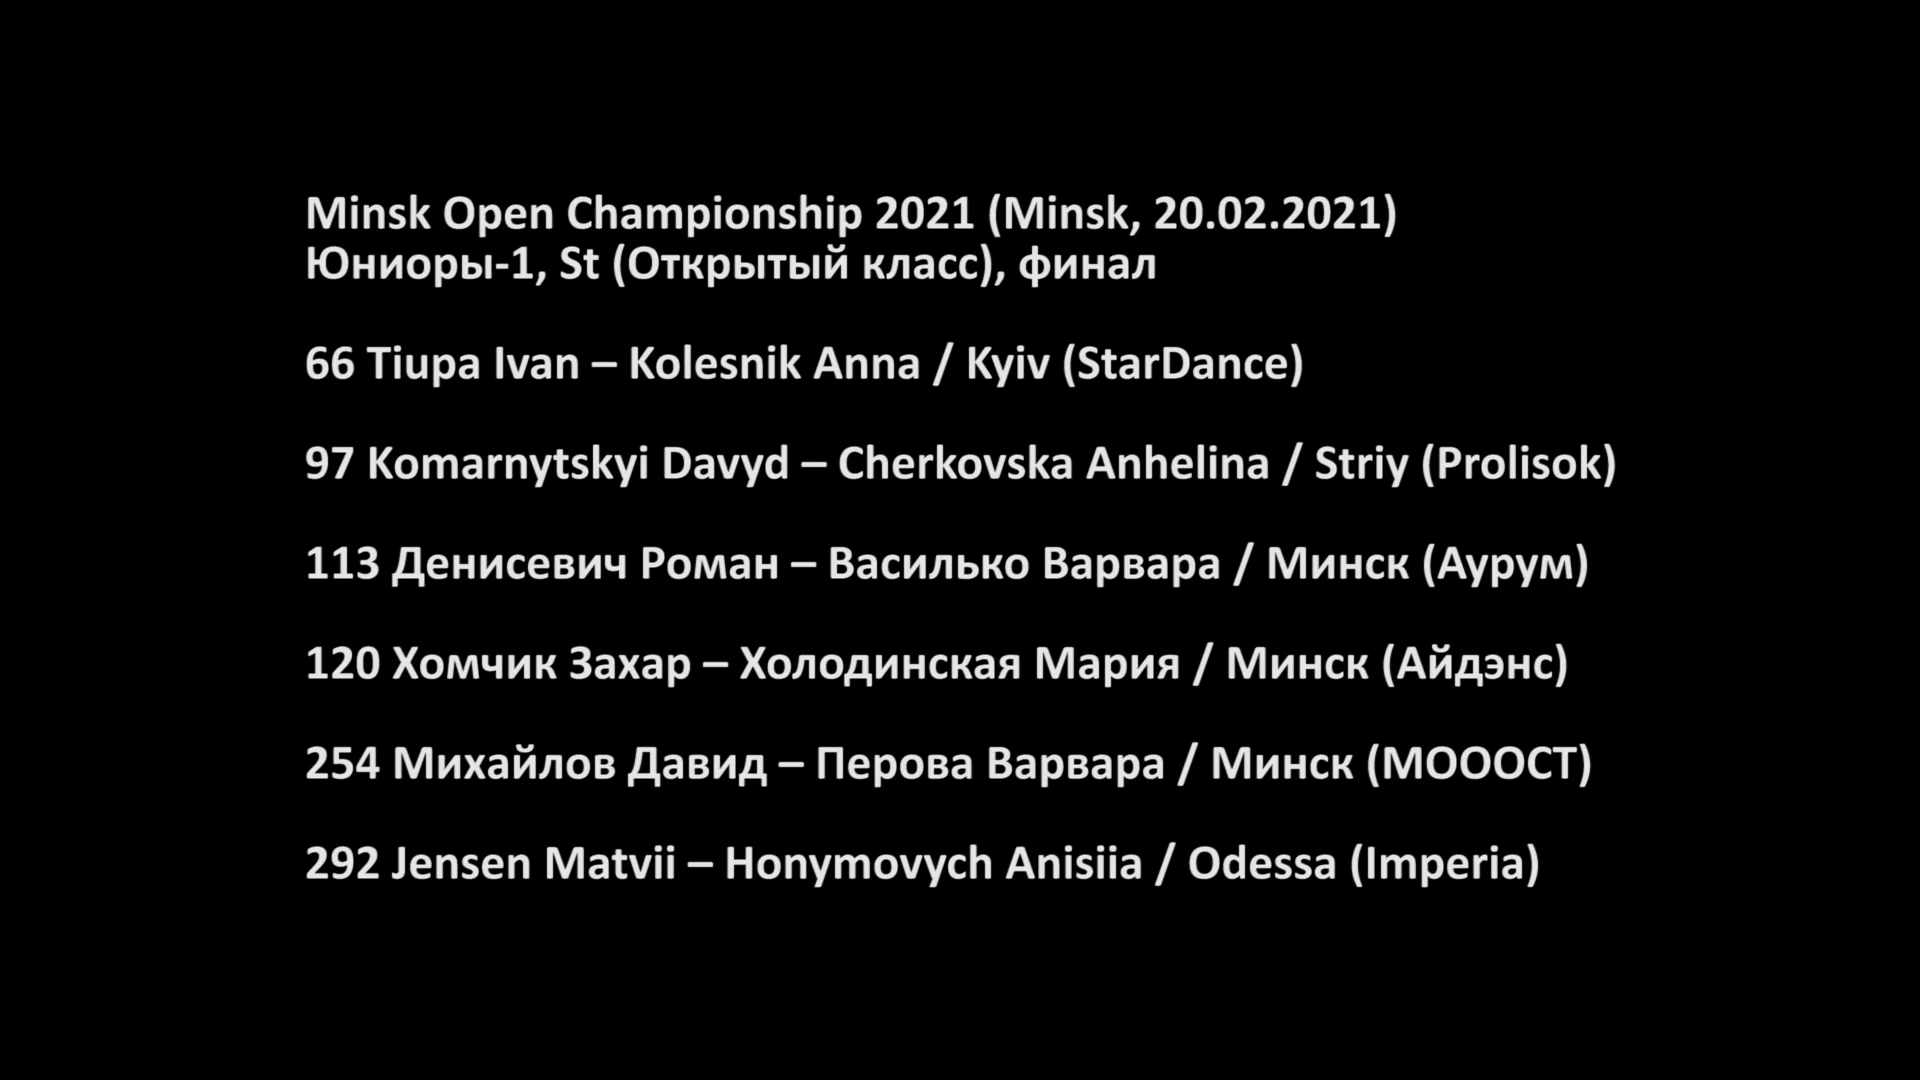 Minsk Open Championship 2021 (Minsk, 20.02.2021)
Юниоры-1, St (Открытый класс), финал
66 Tiupa Ivan – Kolesnik Anna / Kyiv (StarDance)
97 Komarnytskyi Davyd – Cherkovska Anhelina / Striy (Prolisok)
113 Денисевич Роман – Василько Варвара / Минск (Аурум)
120 Хомчик Захар – Холодинская Мария / Минск (Айдэнс)
254 Михайлов Давид – Перова Варвара / Минск (МОООСТ)
292 Jensen Matvii – Honymovych Anisiia / Odessa (Imperia)